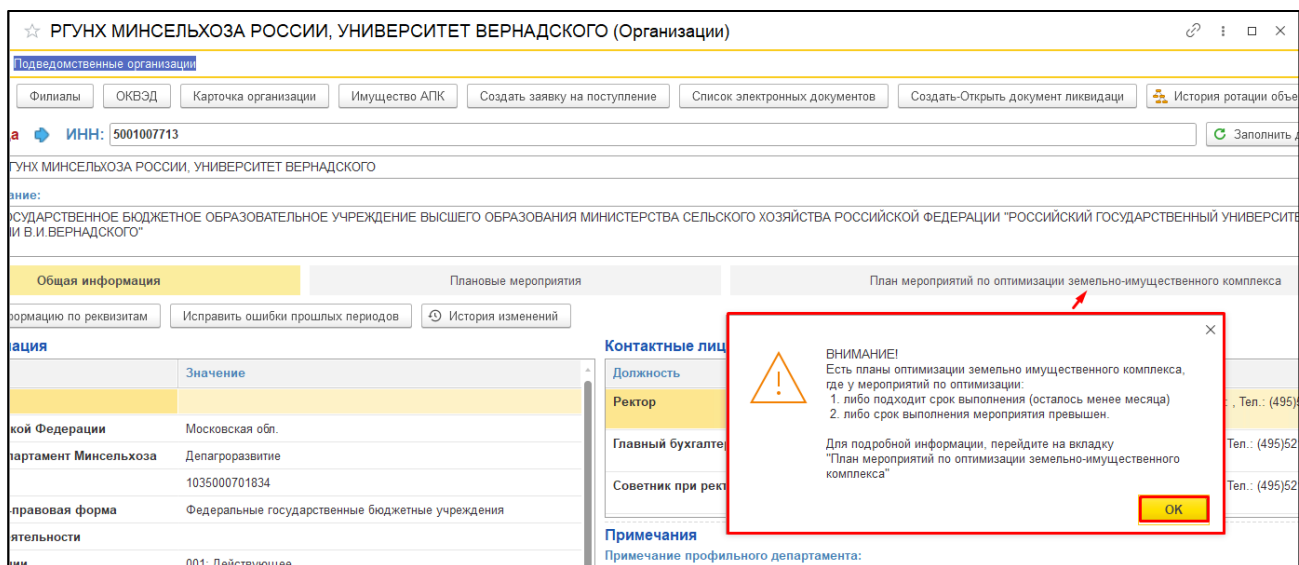 РГУНХ МИНСЕЛЬХОЗА РОССИИ, УНИВЕРСИТЕТ ВЕРНАДСКОГО (Организации)
Подведомственные организации
Филиалы ОКВЭД Карточка организации Имущество АПК Создать заявку на поступление Список электронных документов Создать-Открыть документ ликвидаци История ротации объе
ИНН: 5001007713 Заполнить д
ГУНХ МИНСЕЛЬХОЗА РОССИИ, УНИВЕРСИТЕТ ВЕРНАДСКОГО
ание:
ОСУДАРСТВЕННОЕ БЮДЖЕТНОЕ ОБРАЗОВАТЕЛЬНОЕ УЧРЕЖДЕНИЕ ВЫСШЕГО ОБРАЗОВАНИЯ МИНИСТЕРСТВА СЕЛЬСКОГО ХОЗЯЙСТВА РОССИЙСКОЙ ФЕДЕРАЦИИ "РОССИЙСКИЙ ГОСУДАРСТВЕННЫЙ УНИВЕРСИТЕ
И В.И.ВЕРНАДСКОГО"
Общая информация Плановые мероприятия План мероприятий по оптимизации земельно-имущественного комплекса
формацию по реквизитам Исправить ошибки прошлых периодов История изменений
ация
Значение
кой Федерации Московская обл.
партамент Минсельхоза Депагроразвитие
1035000701834
-правовая форма Федеральные государственные бюджетные учреждения
ятельности
001: Действующее
Контактные лиц
Должность
Ректор , Тел.: (495)5
Главный бухгалтер Тел.: (495)52
Советник при рект Тел.: (495)52
Примечания
Примечание профильного департамента:
ВНИМАНИЕ!
Есть планы оптимизации земельно имущественного комплекса,
где у мероприятий по оптимизации:
1. либо подходит срок выполнения (осталось менее месяца)
2. либо срок выполнения мероприятия превышен.
Для подробной информации, перейдите на вкладку
"План мероприятий по оптимизации земельно-имущественного
комплекса"
OK